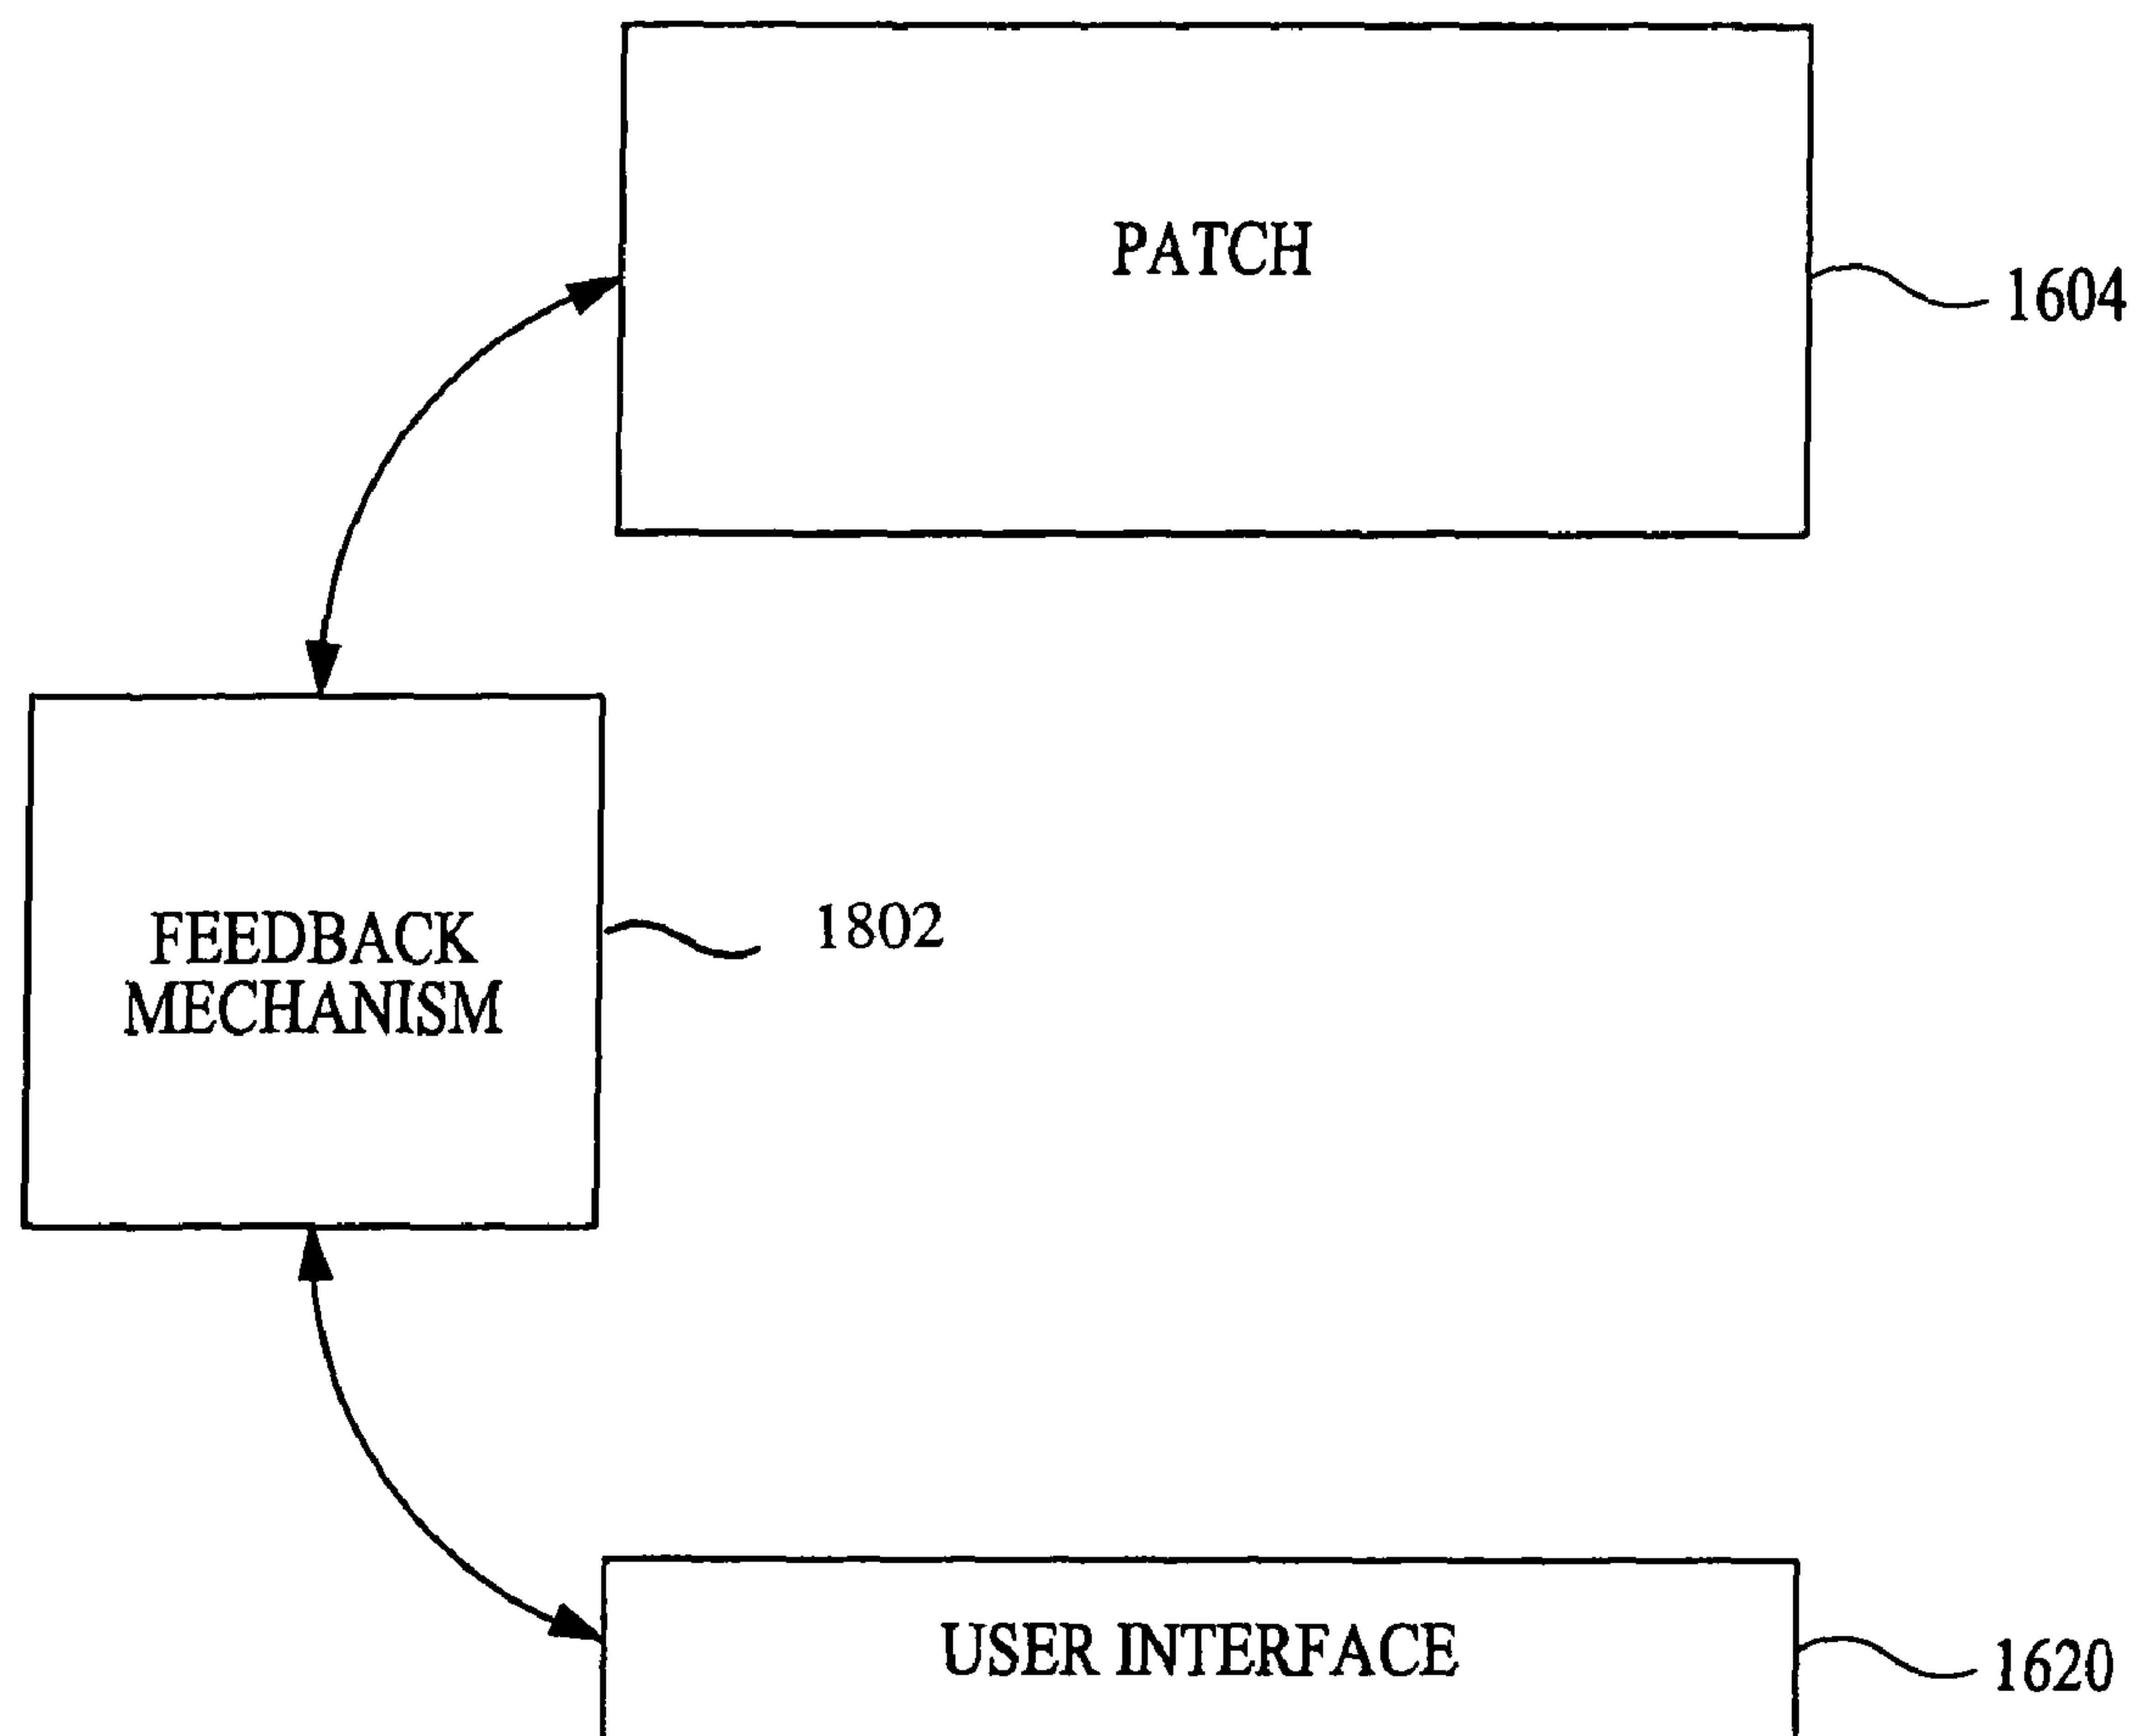 PATCH
1604
FEEDBACK
MECHANISM
1802
USER INTERFACE
1620